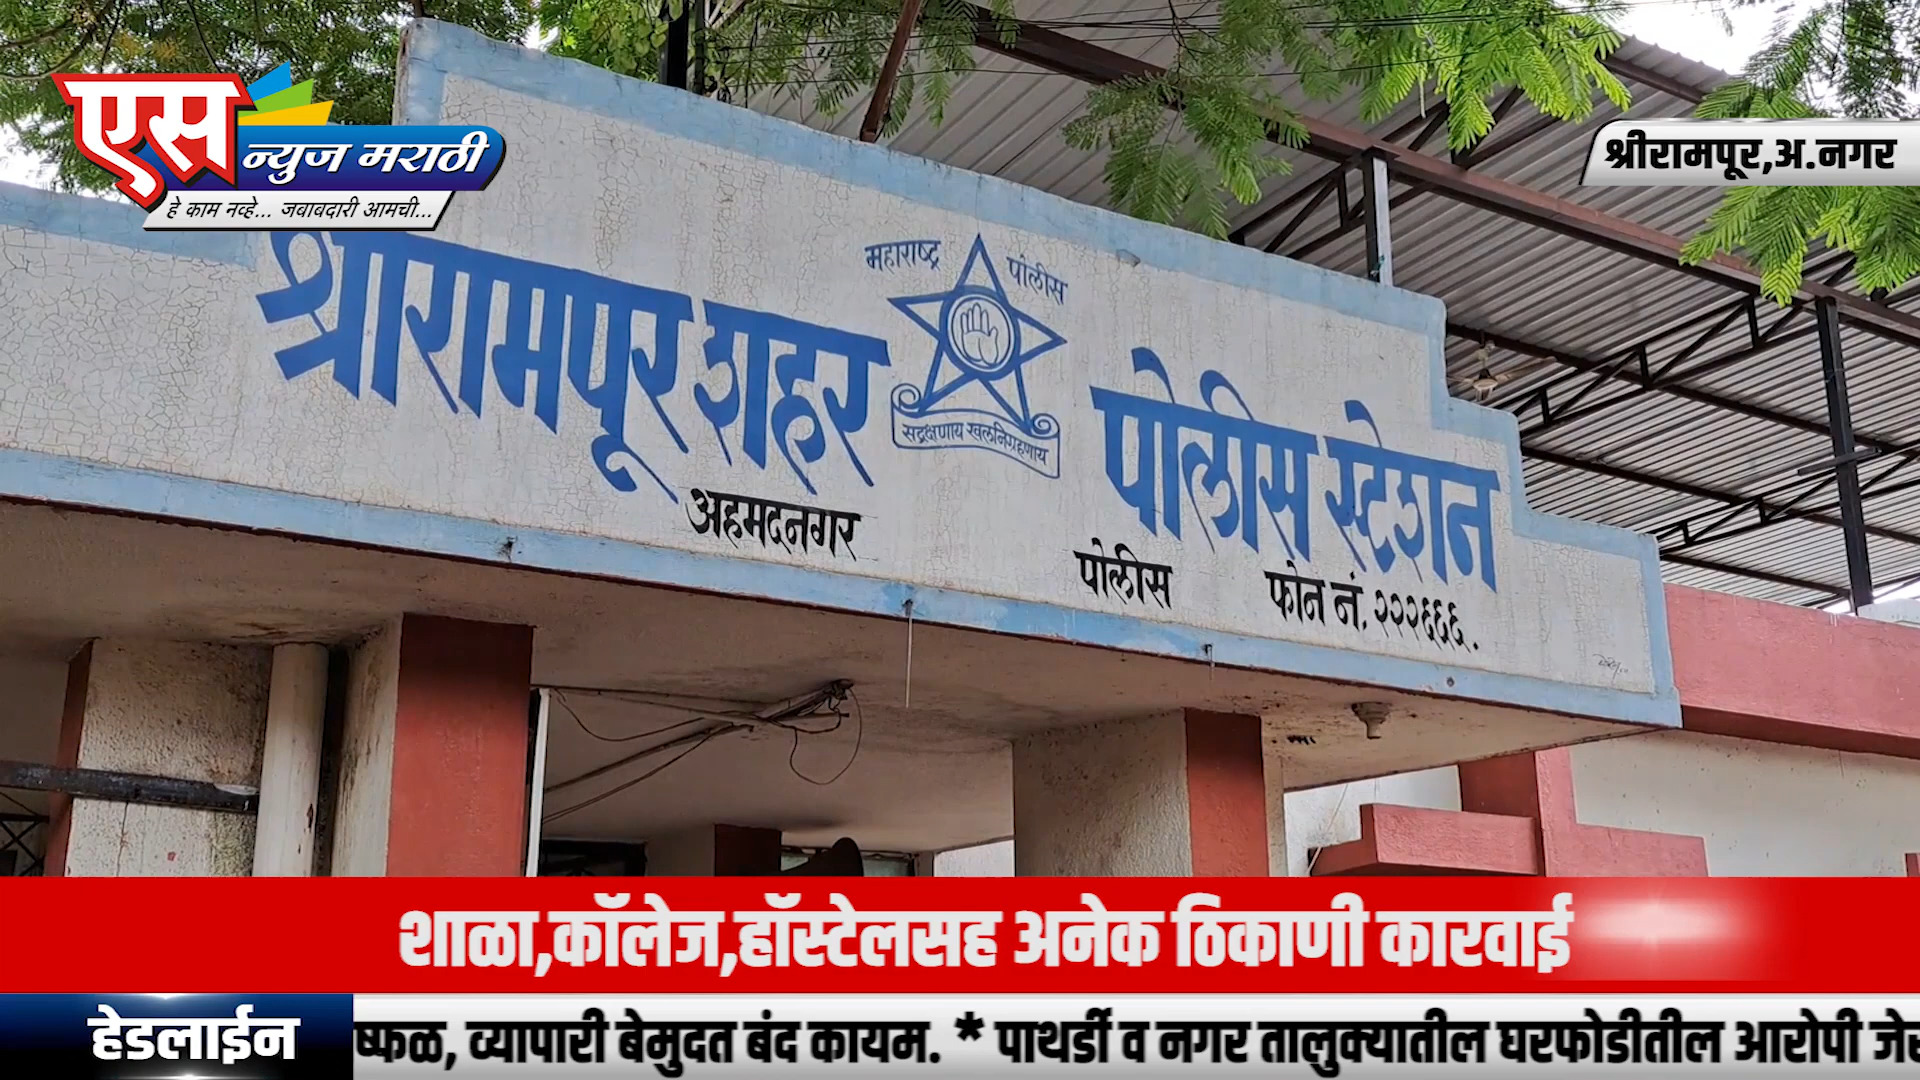 एस
न्युज मराठी
हे काम नव्हे... जबाबदारी आमची...
श्रीरामपूर,अ.नगर
महाराष्ट्र पोलीस
श्रीरामपूर शहर पोलीस स्टेशन
सद्रक्षणाय खलनिग्रहणाय
अहमदनगर पोलीस फोन नं. २२२६६६.
शाळा,कॉलेज,हॉस्टेलसह अनेक ठिकाणी कारवाई
हेडलाईन
व्यापारी बेमुदत बंद कायम. * पाथर्डी व नगर तालुक्यातील घरफोडीतील आरोपी